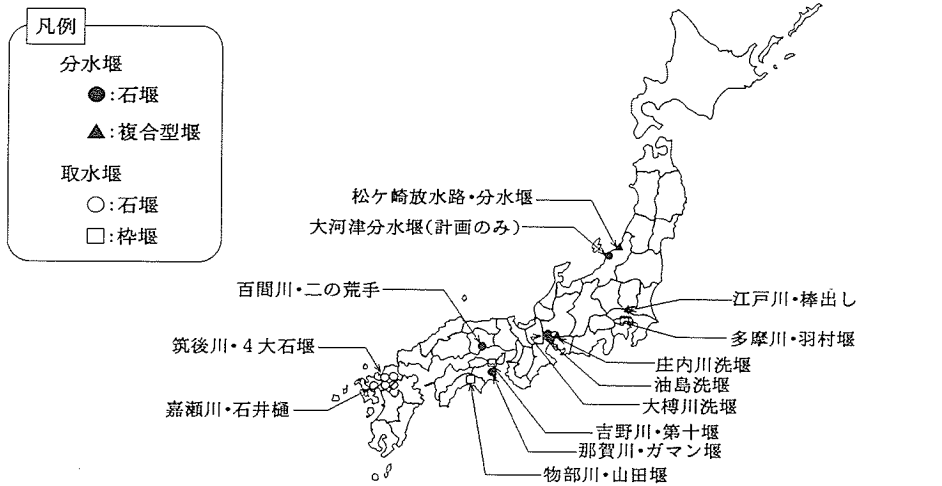 凡例
分水堰
●:石堰
▲:複合型堰
取水堰
○:石堰
□:枠堰
松ケ崎放水路・分水堰
大河津分水堰(計画のみ)
百間川・二の荒手
筑後川・4大石堰
嘉瀬川・石井樋
江戸川・棒出し
多摩川・羽村堰
庄内川洗堰
油島洗堰
大榑川洗堰
吉野川・第十堰
那賀川・ガマン堰
物部川・山田堰